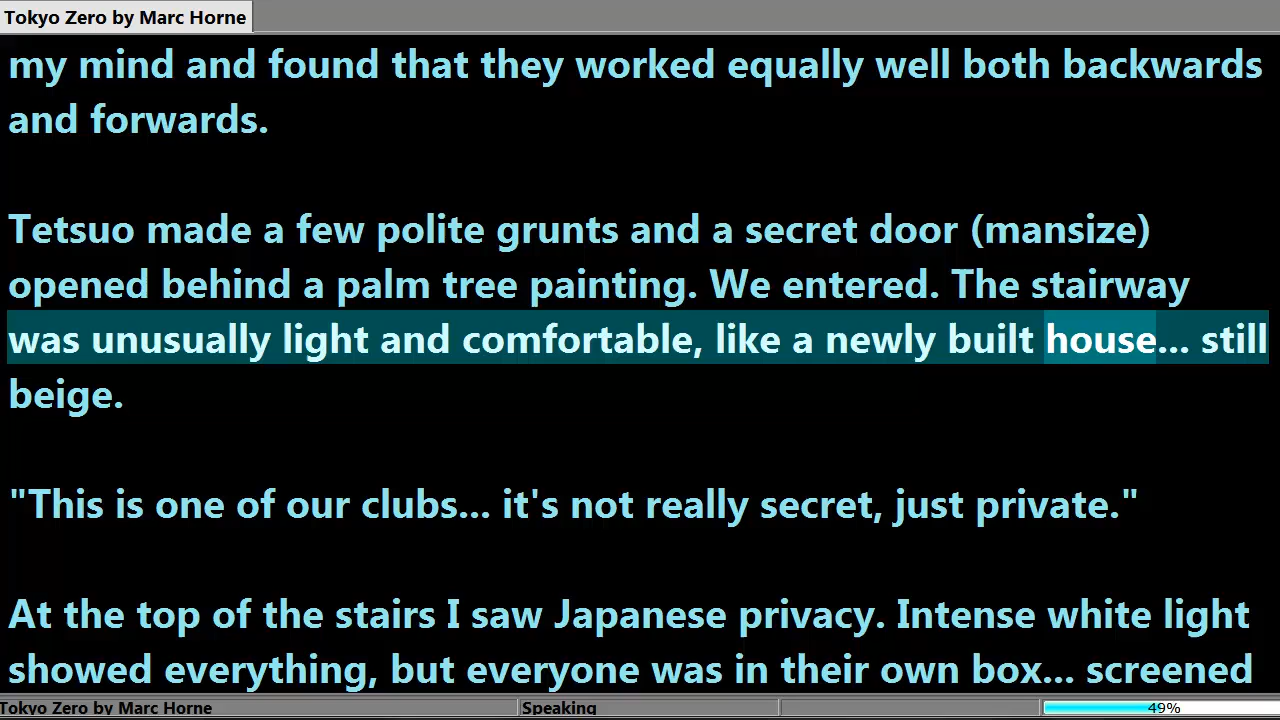 Tokyo Zero by Marc Horne
my mind and found that they worked equally well both backwards
and forwards.
Tetsuo made a few polite grunts and a secret door (mansize)
opened behind a palm tree painting. We entered. The stairway
was unusually light and comfortable, like a newly built house... still
beige.
"This is one of our clubs... it's not really secret, just private."
At the top of the stairs I saw Japanese privacy. Intense white light
showed everything, but everyone was in their own box... screened
Tokyo Zero by Marc Horne Speaking 49%